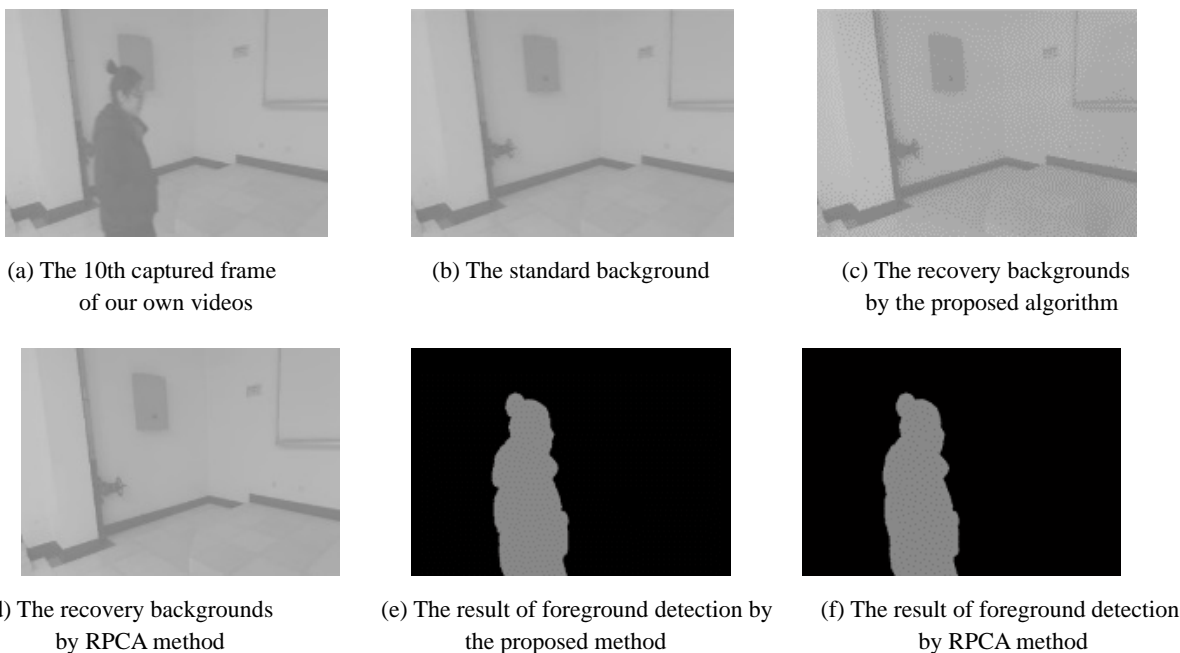 (a) The 10th captured frame
of our own videos
(b) The standard background
(c) The recovery backgrounds
by the proposed algorithm
) The recovery backgrounds
by RPCA method
(e) The result of foreground detection by
the proposed method
(f) The result of foreground detection
by RPCA method